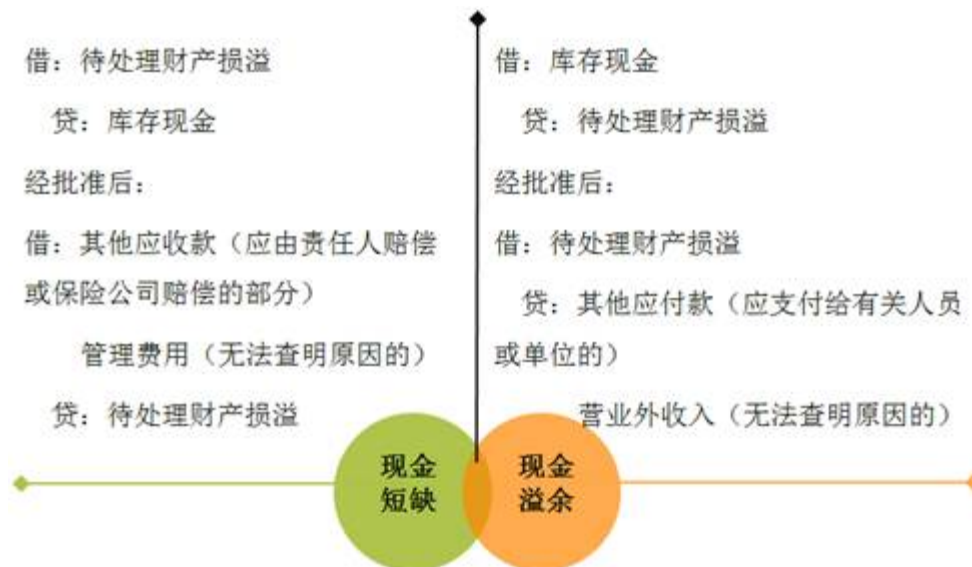 借：待处理财产损溢
贷：库存现金
经批准后：
借：其他应收款（应由责任人赔偿
或保险公司赔偿的部分）
管理费用（无法查明原因的）
贷：待处理财产损溢
借：库存现金
贷：待处理财产损溢
经批准后：
借：待处理财产损溢
贷：其他应付款（应支付给有关人员
或单位的）
营业外收入（无法查明原因的）
现金
短缺
现金
溢余